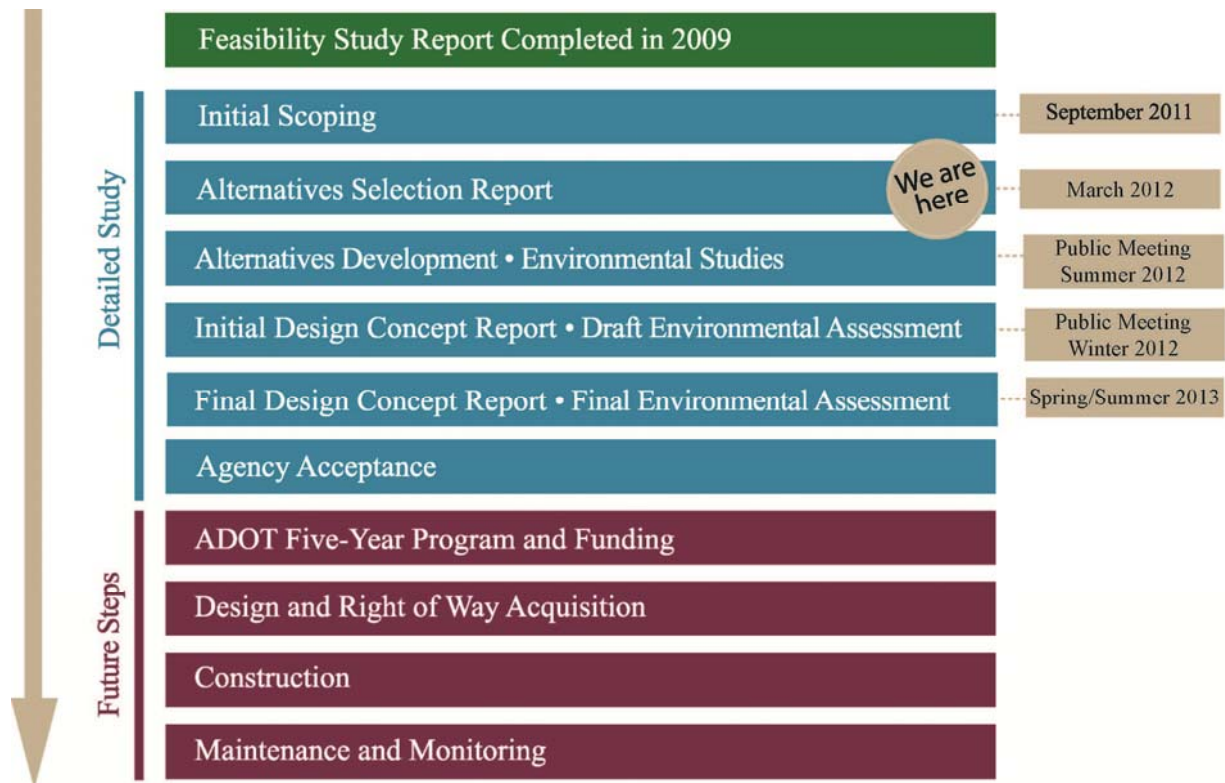 Feasibility Study Report Completed in 2009
Detailed Study
Initial Scoping
September 2011
Alternatives Selection Report
We are
here
March 2012
Alternatives Development • Environmental Studies
Public Meeting
Summer 2012
Initial Design Concept Report • Draft Environmental Assessment
Public Meeting
Winter 2012
Final Design Concept Report • Final Environmental Assessment
Spring/Summer 2013
Agency Acceptance
Future Steps
ADOT Five-Year Program and Funding
Design and Right of Way Acquisition
Construction
Maintenance and Monitoring